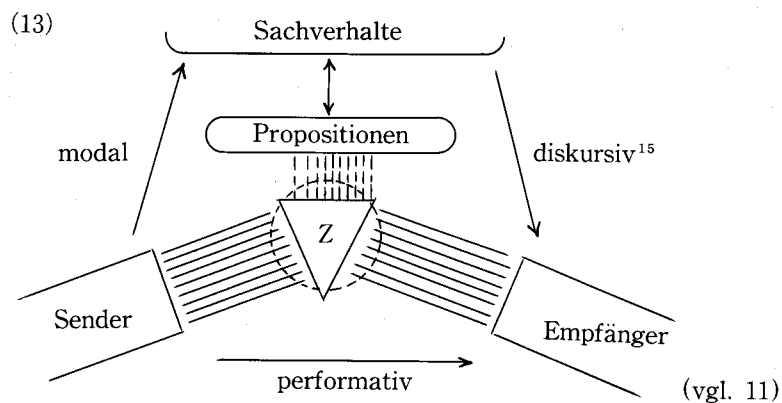 (13)
Sachverhalte
Propositionen
modal
diskursiv¹⁵
Z
Sender
Empfänger
performativ
(vgl. 11)